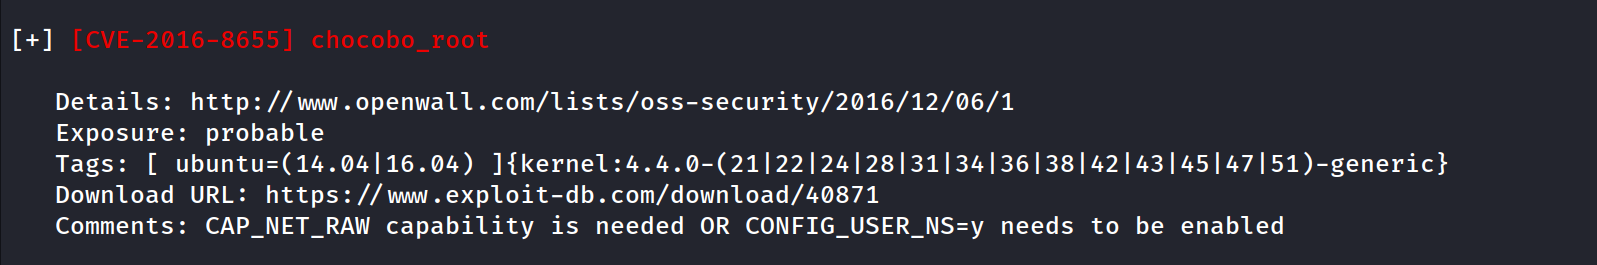 [+] [CVE-2016-8655] chocobo_root
Details: http://www.openwall.com/lists/oss-security/2016/12/06/1
Exposure: probable
Tags: [ ubuntu=(14.04|16.04) ]{kernel:4.4.0-(21|22|24|28|31|34|36|38|42|43|45|47|51)-generic}
Download URL: https://www.exploit-db.com/download/40871
Comments: CAP_NET_RAW capability is needed OR CONFIG_USER_NS=y needs to be enabled